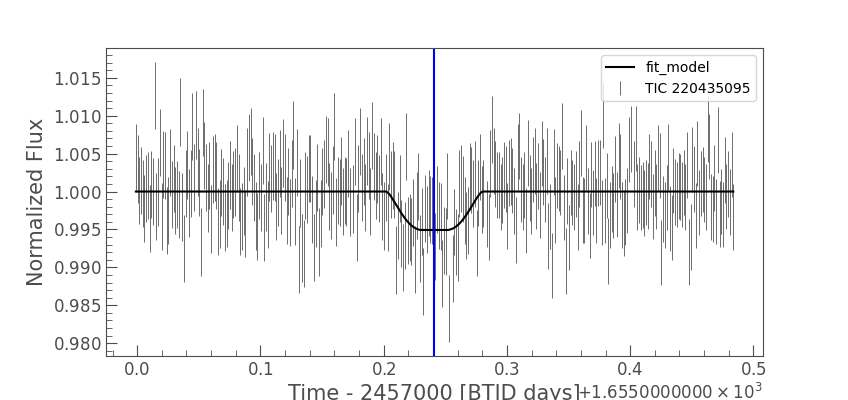 fit_model
TIC 220435095
Normalized Flux
1.015
1.010
1.005
1.000
0.995
0.990
0.985
0.980
0.0 0.1 0.2 0.3 0.4 0.5
Time - 2457000 [BTJD days]
+1.6550000000 × 10³